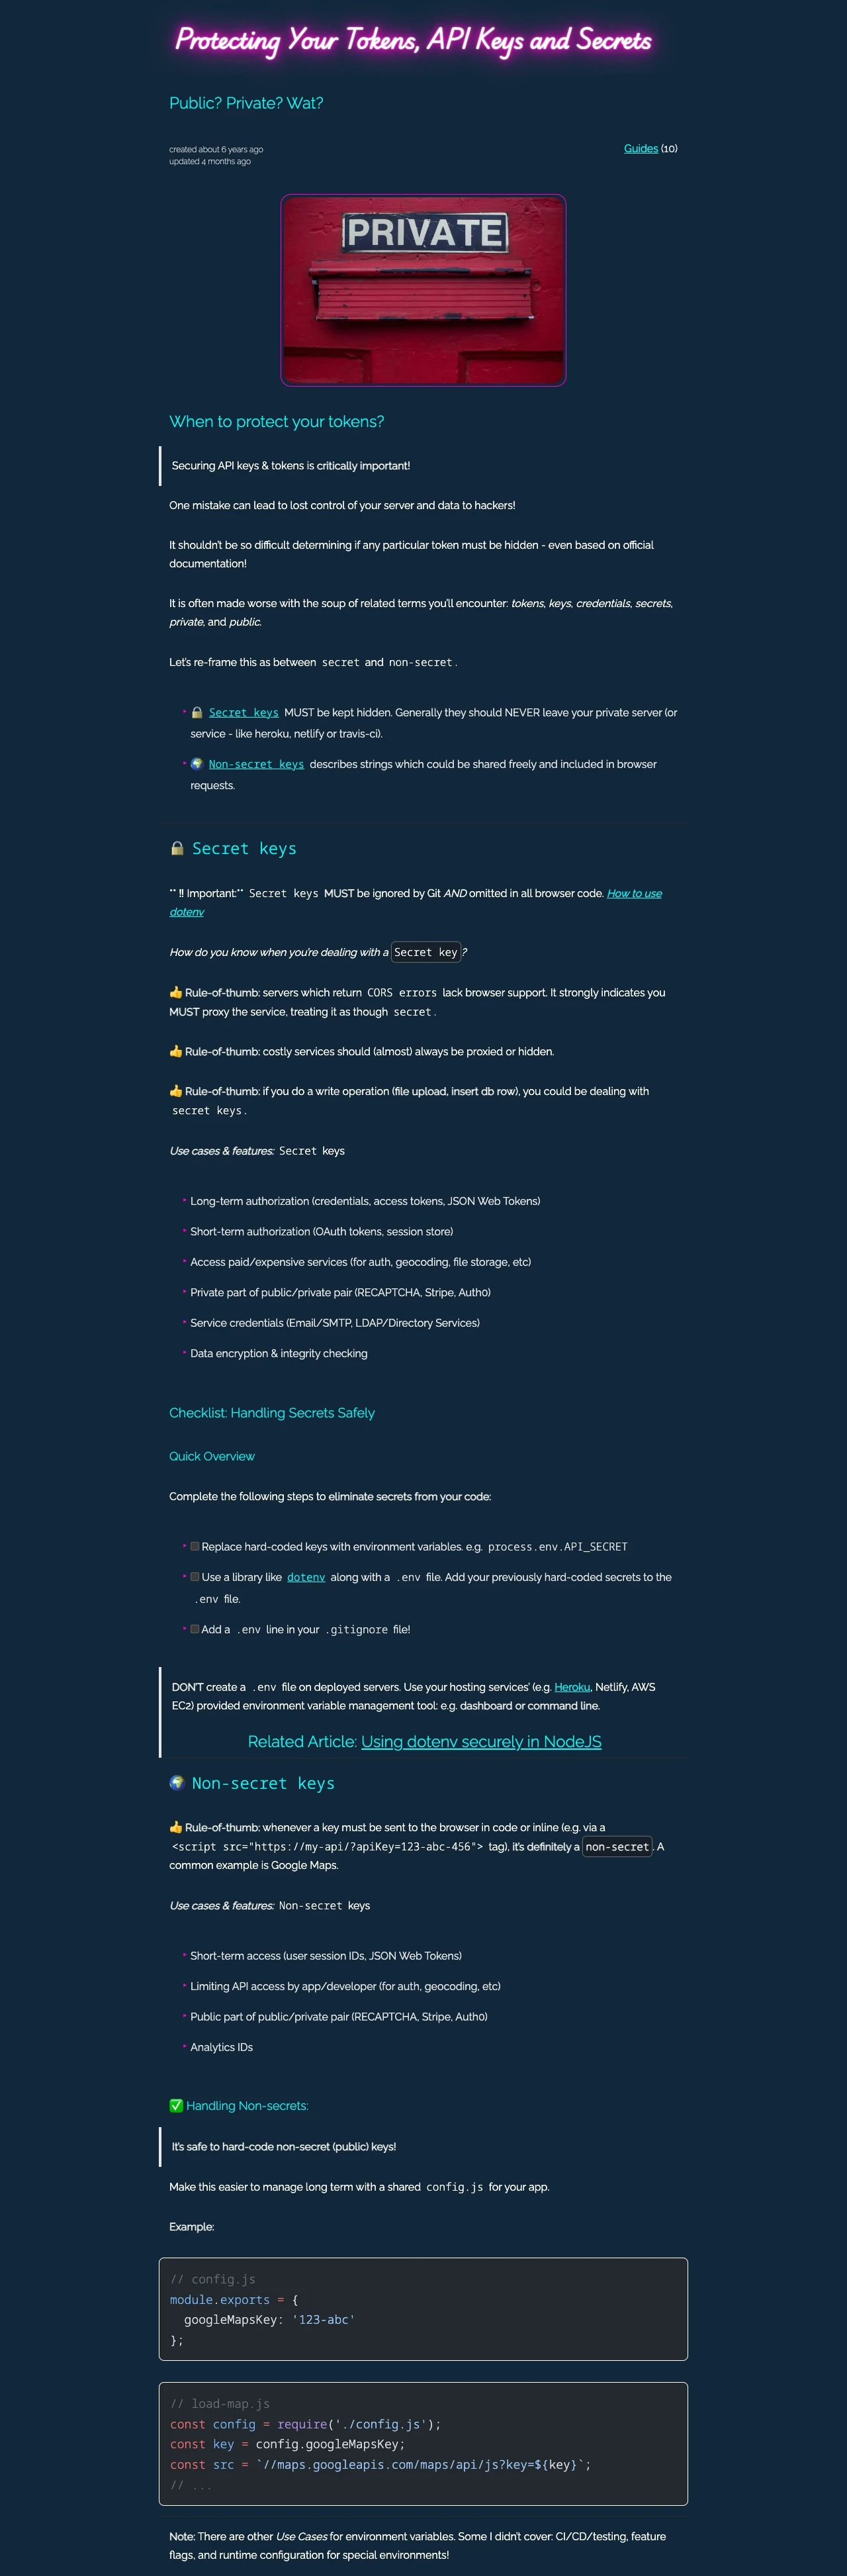 Protecting Your Tokens, API Keys and Secrets
Public? Private? Wat?
created about 6 years ago
updated 4 months ago
Guides (10)
PRIVATE
When to protect your tokens?
Securing API keys & tokens is critically important!
One mistake can lead to lost control of your server and data to hackers!
It shouldn't be so difficult determining if any particular token must be hidden - even based on official
documentation!
It is often made worse with the soup of related terms you'll encounter: tokens, keys, credentials, secrets,
private, and public.
Let's re-frame this as between secret and non-secret.
‣ 🔒 Secret keys MUST be kept hidden. Generally they should NEVER leave your private server (or
service - like heroku, netlify or travis-ci).
‣ 🌍 Non-secret keys describes strings which could be shared freely and included in browser
requests.
🔒 Secret keys
** ‼ Important:** Secret keys MUST be ignored by Git AND omitted in all browser code. How to use
dotenv
How do you know when you're dealing with a Secret key?
👍 Rule-of-thumb: servers which return CORS errors lack browser support. It strongly indicates you
MUST proxy the service, treating it as though secret.
👍 Rule-of-thumb: costly services should (almost) always be proxied or hidden.
👍 Rule-of-thumb: if you do a write operation (file upload, insert db row), you could be dealing with
secret keys.
Use cases & features: Secret keys
‣ Long-term authorization (credentials, access tokens, JSON Web Tokens)
‣ Short-term authorization (OAuth tokens, session store)
‣ Access paid/expensive services (for auth, geocoding, file storage, etc)
‣ Private part of public/private pair (RECAPTCHA, Stripe, Auth0)
‣ Service credentials (Email/SMTP, LDAP/Directory Services)
‣ Data encryption & integrity checking
Checklist: Handling Secrets Safely
Quick Overview
Complete the following steps to eliminate secrets from your code:
‣ Replace hard-coded keys with environment variables. e.g. process.env.API_SECRET
‣ Use a library like dotenv along with a .env file. Add your previously hard-coded secrets to the
.env file.
‣ Add a .env line in your .gitignore file!
DON'T create a .env file on deployed servers. Use your hosting services' (e.g. Heroku, Netlify, AWS
EC2) provided environment variable management tool: e.g. dashboard or command line.
Related Article: Using dotenv securely in NodeJS
🌍 Non-secret keys
👍 Rule-of-thumb: whenever a key must be sent to the browser in code or inline (e.g. via a
<script src="https://my-api/?apiKey=123-abc-456"> tag), it's definitely a non-secret. A
common example is Google Maps.
Use cases & features: Non-secret keys
‣ Short-term access (user session IDs, JSON Web Tokens)
‣ Limiting API access by app/developer (for auth, geocoding, etc)
‣ Public part of public/private pair (RECAPTCHA, Stripe, Auth0)
‣ Analytics IDs
✅ Handling Non-secrets:
It's safe to hard-code non-secret (public) keys!
Make this easier to manage long term with a shared config.js for your app.
Example:
// config.js
module.exports = {
  googleMapsKey: '123-abc'
};
// load-map.js
const config = require('./config.js');
const key = config.googleMapsKey;
const src = `//maps.googleapis.com/maps/api/js?key=${key}`;
// ...
Note: There are other Use Cases for environment variables. Some I didn't cover: CI/CD/testing, feature
flags, and runtime configuration for special environments!